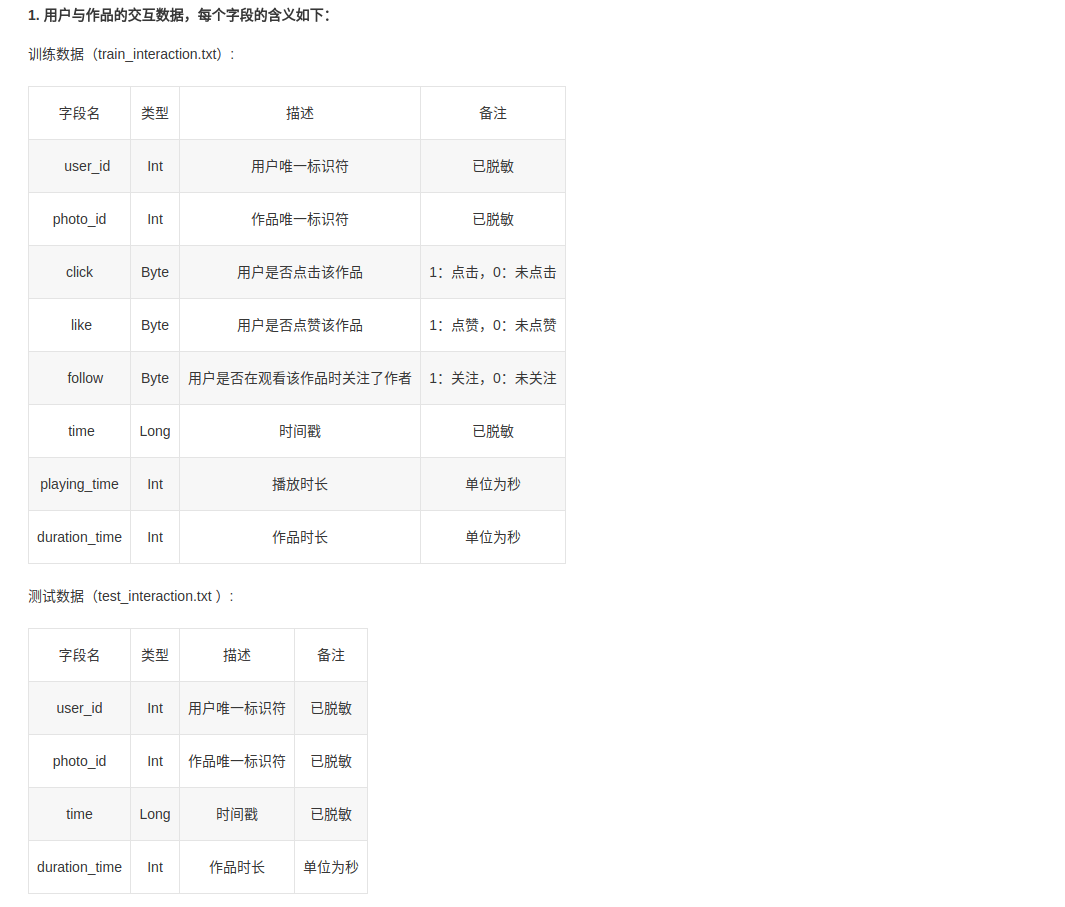 1. 用户与作品的交互数据，每个字段的含义如下：
训练数据（train_interaction.txt）：
字段名 类型 描述 备注
user_id Int 用户唯一标识符 已脱敏
photo_id Int 作品唯一标识符 已脱敏
click Byte 用户是否点击该作品 1：点击，0：未点击
like Byte 用户是否点赞该作品 1：点赞，0：未点赞
follow Byte 用户是否在观看该作品时关注了作者 1：关注，0：未关注
time Long 时间戳 已脱敏
playing_time Int 播放时长 单位为秒
duration_time Int 作品时长 单位为秒
测试数据（test_interaction.txt ）：
字段名 类型 描述 备注
user_id Int 用户唯一标识符 已脱敏
photo_id Int 作品唯一标识符 已脱敏
time Long 时间戳 已脱敏
duration_time Int 作品时长 单位为秒